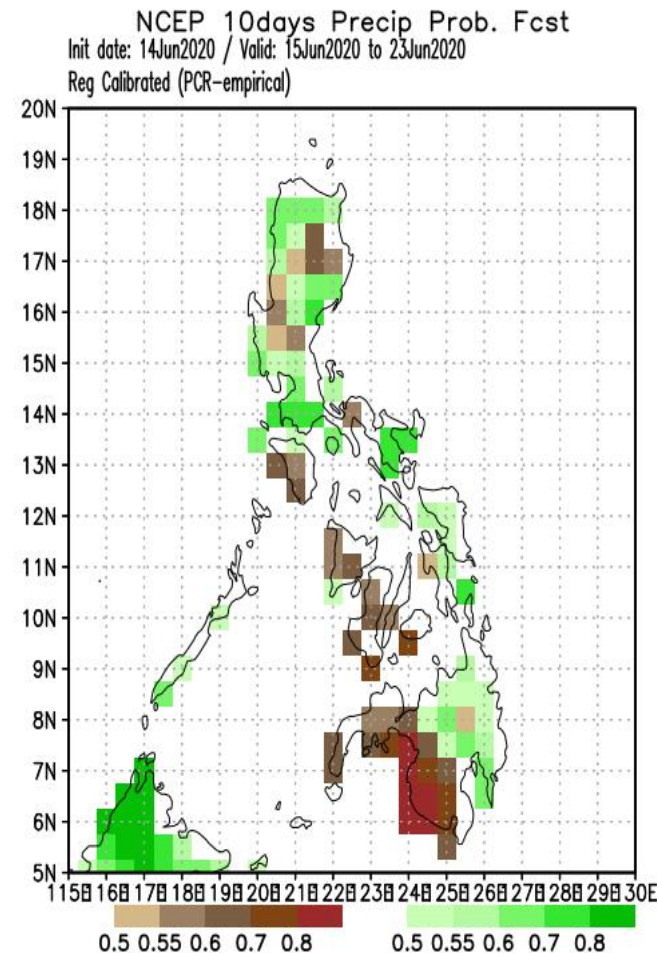 NCEP 10days Precip Prob. Fcst
Init date: 14Jun2020 / Valid: 15Jun2020 to 23Jun2020
Reg Calibrated (PCR-empirical)
20N
19N
18N
17N
16N
15N
14N
13N
12N
11N
10N
9N
8N
7N
6N
5N
115E 116E 117E 118E 119E 120E 121E 122E 123E 124E 125E 126E 127E 128E 129E 130E
0.5 0.55 0.6 0.7 0.8 0.5 0.55 0.6 0.7 0.8